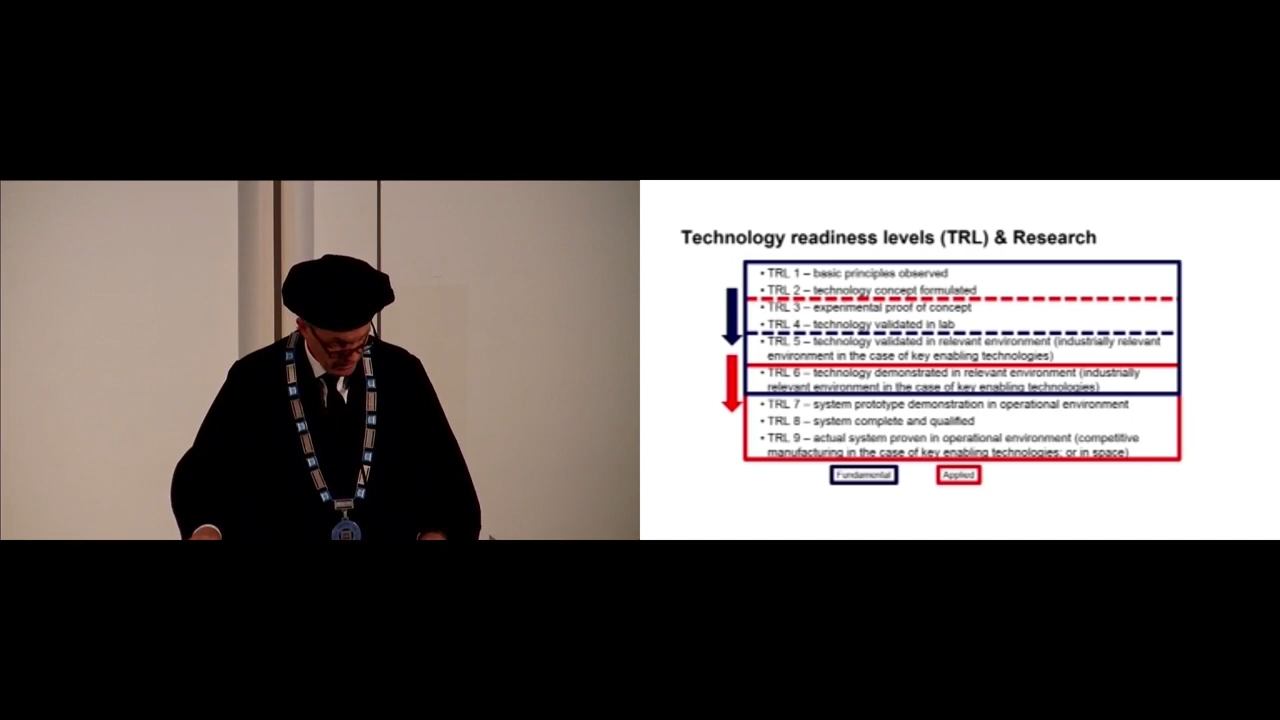 Technology readiness levels (TRL) & Research
• TRL 1 – basic principles observed
• TRL 2 – technology concept formulated
• TRL 3 – experimental proof of concept
• TRL 4 – technology validated in lab
• TRL 5 – technology validated in relevant environment (industrially relevant
environment in the case of key enabling technologies)
• TRL 6 – technology demonstrated in relevant environment (industrially
relevant environment in the case of key enabling technologies)
• TRL 7 – system prototype demonstration in operational environment
• TRL 8 – system complete and qualified
• TRL 9 – actual system proven in operational environment (competitive
manufacturing in the case of key enabling technologies; or in space)
Fundamental
Applied